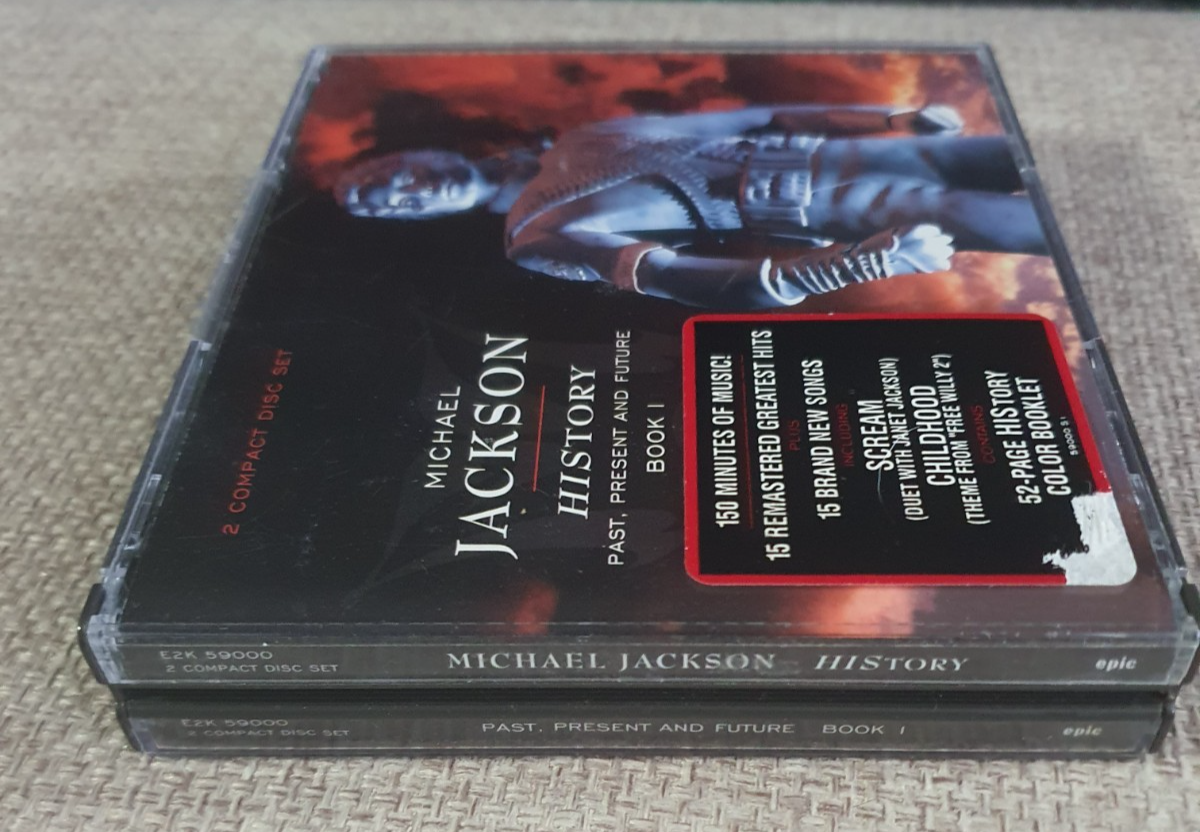 2 COMPACT DISC SET
MICHAEL
JACKSON
HISTORY
PAST, PRESENT AND FUTURE
BOOK I
150 MINUTES OF MUSIC!
15 REMASTERED GREATEST HITS
PLUS
15 BRAND NEW SONGS
INCLUDING
SCREAM
(DUET WITH JANET JACKSON)
CHILDHOOD
(THEME FROM "FREE WILLY 2")
CONTAINS
52-PAGE HISTORY
COLOR BOOKLET
59000 S1
E2K 59000
2 COMPACT DISC SET
MICHAEL JACKSON HISTORY
epic
E2K 59000
2 COMPACT DISC SET
PAST, PRESENT AND FUTURE BOOK I
epic